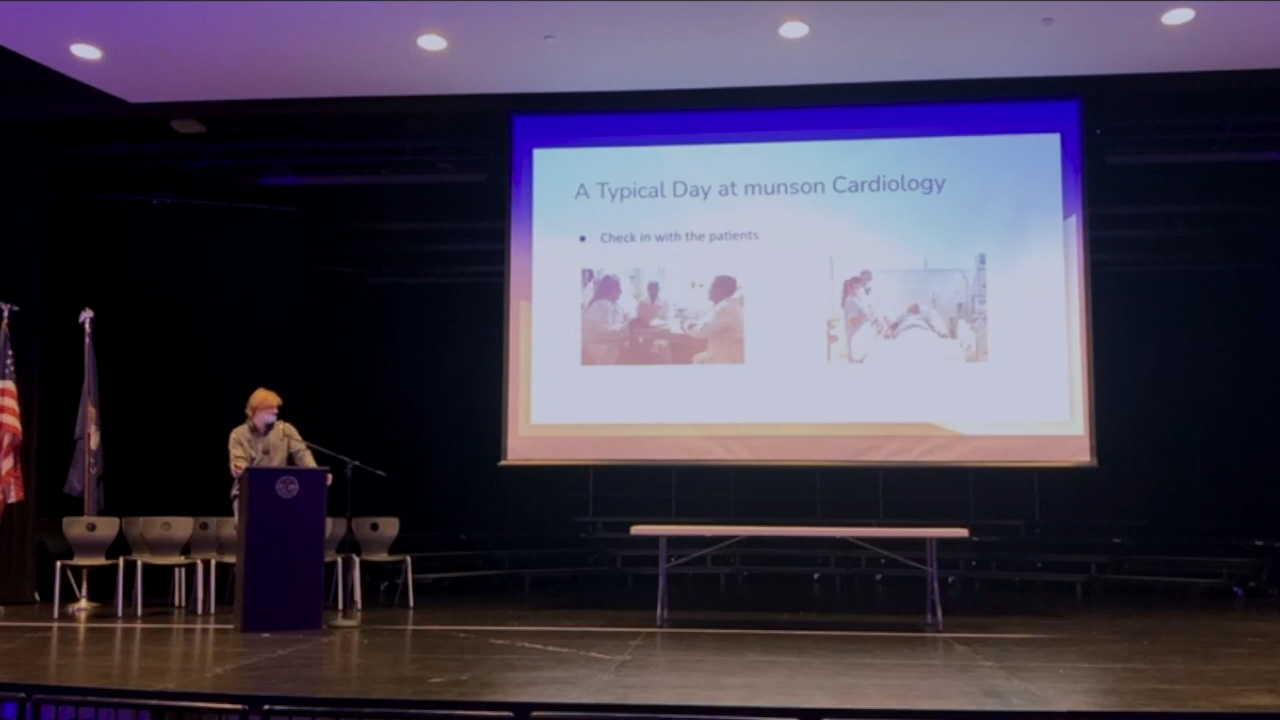 A Typical Day at munson Cardiology
Check in with the patients